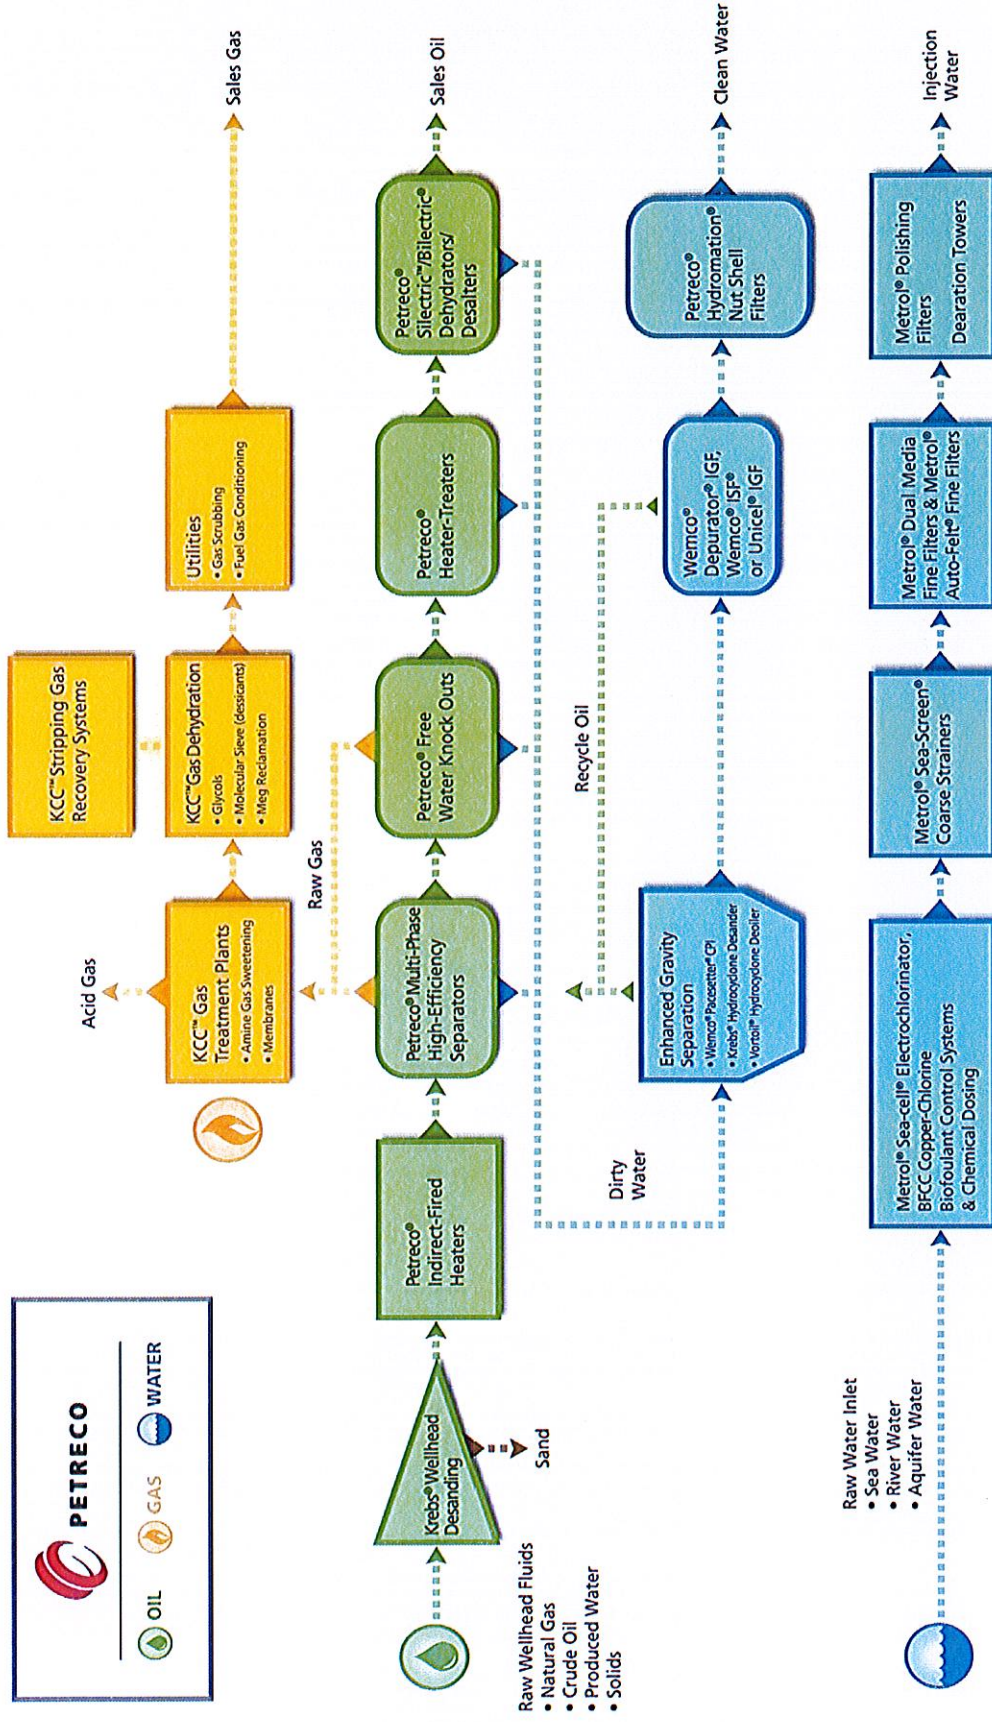 PETRECO
OIL
GAS
WATER
Acid Gas
KCC™ Gas
Treatment Plants
• Amine Gas Sweetening
• Membranes
KCC™ Stripping Gas
Recovery Systems
KCC™ Gas Dehydration
• Glycols
• Molecular Sieve (dessicants)
• Meg Reclamation
Utilities
• Gas Scrubbing
• Fuel Gas Conditioning
Sales Gas
Raw Gas
Raw Wellhead Fluids
• Natural Gas
• Crude Oil
• Produced Water
• Solids
Krebs® Wellhead
Desanding
Sand
Petreco®
Indirect-Fired
Heaters
Petreco® Multi-Phase
High-Efficiency
Separators
Petreco® Free
Water Knock Outs
Petreco®
Heater-Treaters
Petreco®
Silectric™/Bilectric®
Dehydrators/
Desalters
Sales Oil
Dirty
Water
Recycle Oil
Enhanced Gravity
Separation
• Wemco® Pacesetter® CPI
• Krebs® Hydrocyclone Desander
• Vortoil® Hydrocyclone Deoiler
Wemco®
Depurator® IGF,
Wemco® ISF®
or Unicel® IGF
Petreco®
Hydromation®
Nut Shell
Filters
Clean Water
Raw Water Inlet
• Sea Water
• River Water
• Aquifer Water
Metrol® Sea-cell® Electrochlorinator,
BFCC Copper-Chlorine
Biofoulant Control Systems
& Chemical Dosing
Metrol® Sea-Screen®
Coarse Strainers
Metrol® Dual Media
Fine Filters & Metrol®
Auto-Felt® Fine Filters
Metrol® Polishing
Filters
Dearation Towers
Injection
Water